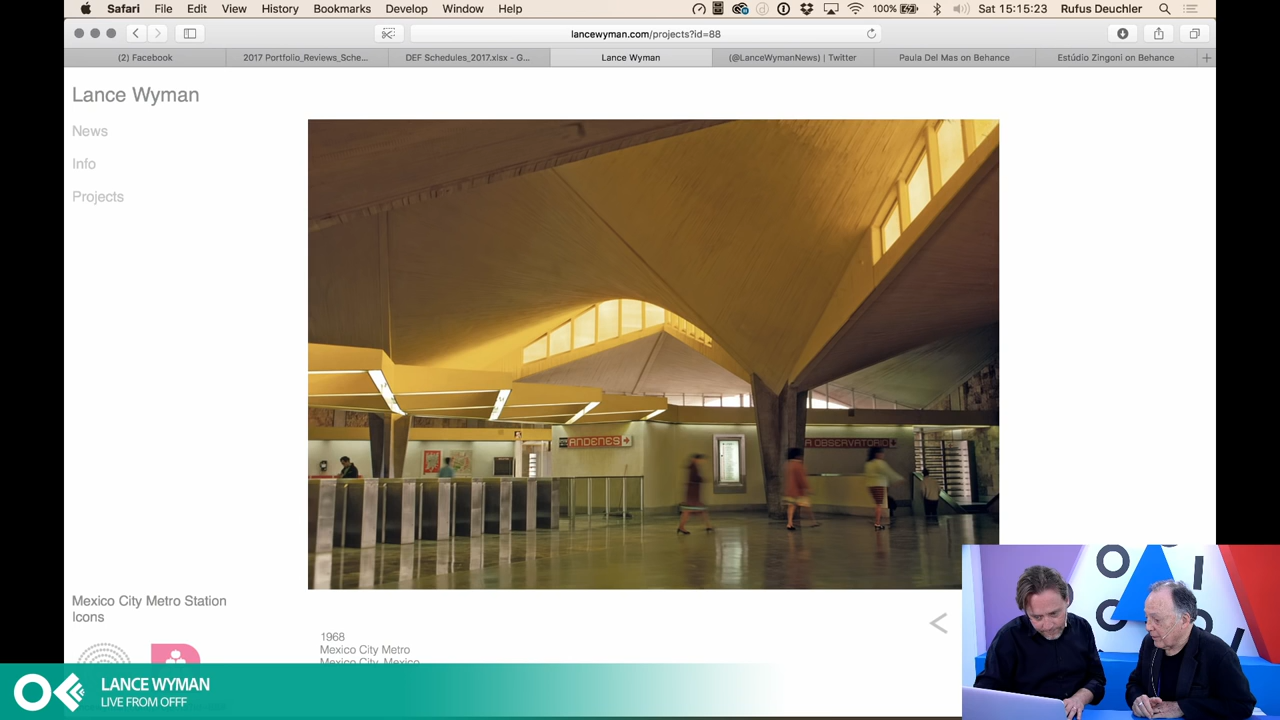 Safari File Edit View History Bookmarks Develop Window Help 100% Sat 15:15:23 Rufus Deuchler
lancewyman.com/projects?id=88
(2) Facebook 2017 Portfolio_Reviews_Sche... DEF Schedules_2017.xlsx - G... Lance Wyman (@LanceWymanNews) | Twitter Paula Del Mas on Behance Estúdio Zingoni on Behance
Lance Wyman
News
Info
Projects
ANDENES
A OBSERVATORIO
Mexico City Metro Station
Icons
1968
Mexico City Metro
Mexico City, Mexico
LANCE WYMAN
LIVE FROM OFFF